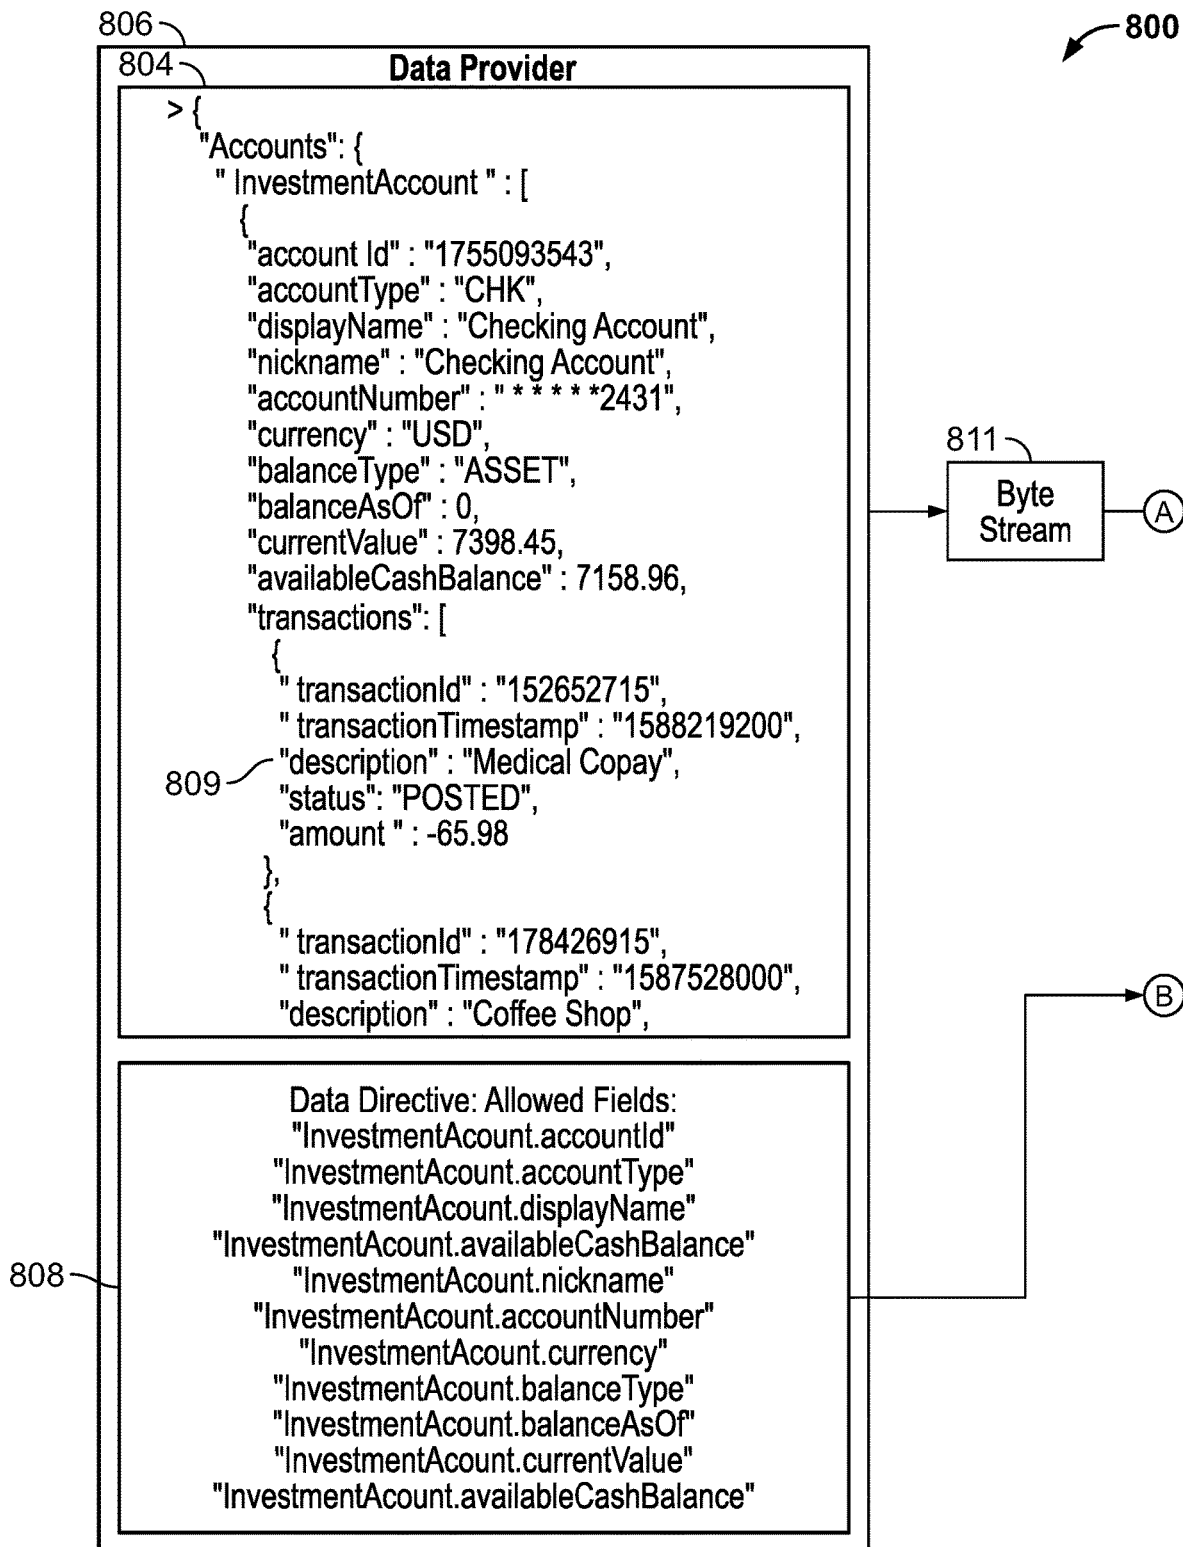 806
800
804
Data Provider
> {
"Accounts": {
" InvestmentAccount " : [
{
"account Id" : "1755093543",
"accountType" : "CHK",
"displayName" : "Checking Account",
"nickname" : "Checking Account",
"accountNumber" : " * * * * *2431",
"currency" : "USD",
"balanceType" : "ASSET",
"balanceAsOf" : 0,
"currentValue" : 7398.45,
"availableCashBalance" : 7158.96,
"transactions": [
{
" transactionId" : "152652715",
" transactionTimestamp" : "1588219200",
"description" : "Medical Copay",
809
"status": "POSTED",
"amount " : -65.98
},
{
" transactionId" : "178426915",
" transactionTimestamp" : "1587528000",
"description" : "Coffee Shop",
811
Byte
Stream
A
B
808
Data Directive: Allowed Fields:
"InvestmentAcount.accountId"
"InvestmentAcount.accountType"
"InvestmentAcount.displayName"
"InvestmentAcount.availableCashBalance"
"InvestmentAcount.nickname"
"InvestmentAcount.accountNumber"
"InvestmentAcount.currency"
"InvestmentAcount.balanceType"
"InvestmentAcount.balanceAsOf"
"InvestmentAcount.currentValue"
"InvestmentAcount.availableCashBalance"